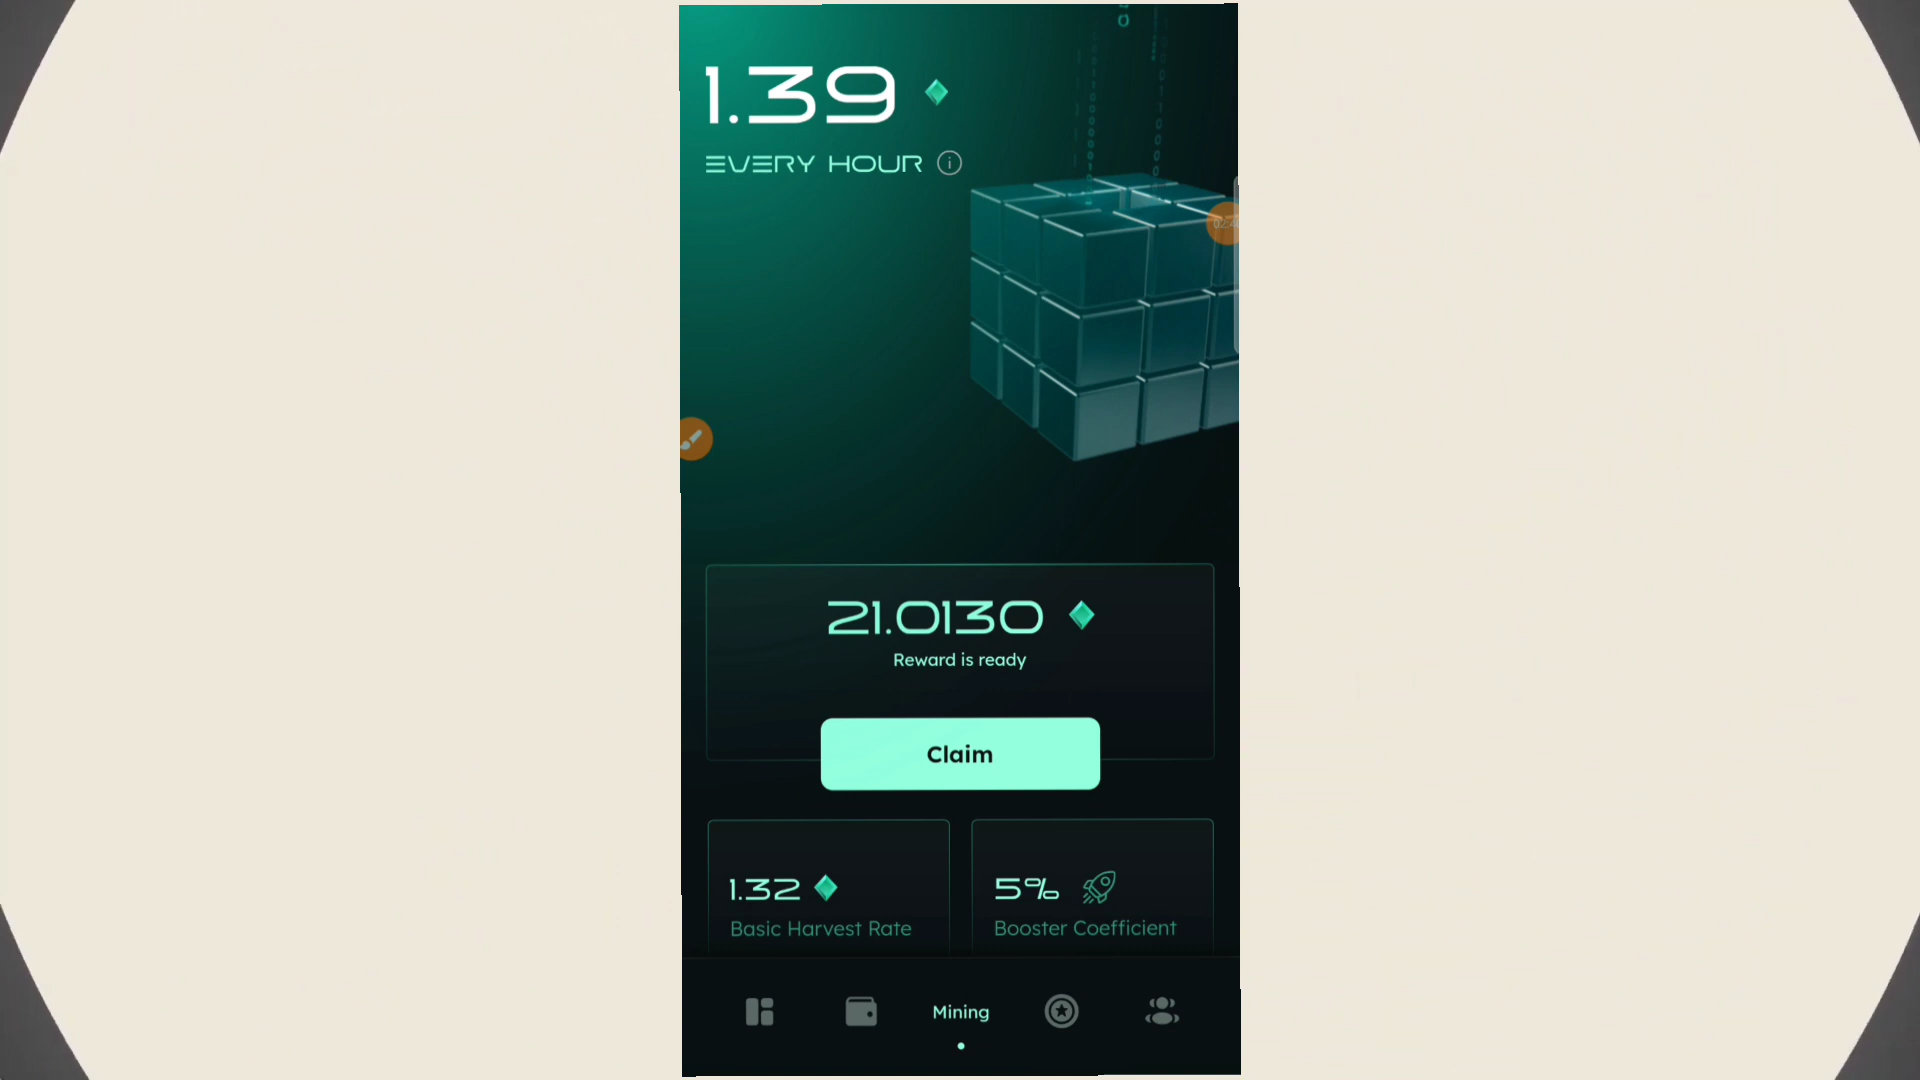 1.39
EVERY HOUR
21.0130
Reward is ready
Claim
1.32
5%
Basic Harvest Rate
Booster Coefficient
Mining